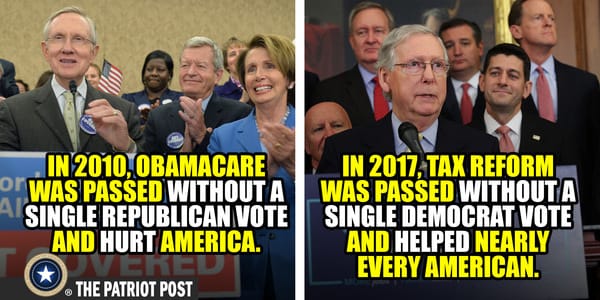 IN 2010, OBAMACARE
WAS PASSED WITHOUT A
SINGLE REPUBLICAN VOTE
AND HURT AMERICA.
® THE PATRIOT POST
IN 2017, TAX REFORM
WAS PASSED WITHOUT A
SINGLE DEMOCRAT VOTE
AND HELPED NEARLY
EVERY AMERICAN.